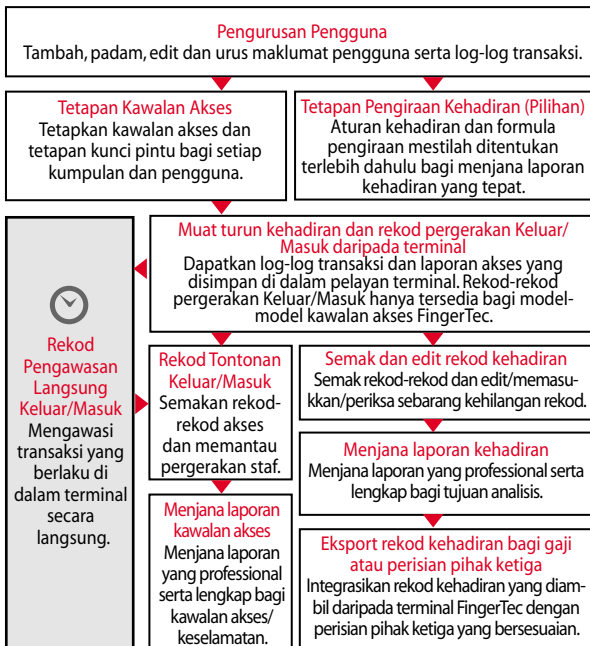 Pengurusan Pengguna
Tambah, padam, edit dan urus maklumat pengguna serta log-log transaksi.
Tetapan Kawalan Akses
Tetapkan kawalan akses dan
tetapan kunci pintu bagi setiap
kumpulan dan pengguna.
Tetapan Pengiraan Kehadiran (Pilihan)
Aturan kehadiran dan formula
pengiraan mestilah ditentukan
terlebih dahulu bagi menjana laporan
kehadiran yang tepat.
Muat turun kehadiran dan rekod pergerakan Keluar/
Masuk daripada terminal
Dapatkan log-log transaksi dan laporan akses yang
disimpan di dalam pelayan terminal. Rekod-rekod
pergerakan Keluar/Masuk hanya tersedia bagi model-
model kawalan akses FingerTec.
Rekod
Pengawasan
Langsung
Keluar/Masuk
Mengawasi
transaksi yang
berlaku di
dalam terminal
secara
langsung.
Rekod Tontonan
Keluar/Masuk
Semakan rekod-
rekod akses
dan memantau
pergerakan staf.
Menjana laporan
kawalan akses
Menjana laporan
yang professional
serta lengkap bagi
kawalan akses/
keselamatan.
Semak dan edit rekod kehadiran
Semak rekod-rekod dan edit/memasu-
kkan/periksa sebarang kehilangan rekod.
Menjana laporan kehadiran
Menjana laporan yang professional serta
lengkap bagi tujuan analisis.
Eksport rekod kehadiran bagi gaji
atau perisian pihak ketiga
Integrasikan rekod kehadiran yang diam-
bil daripada terminal FingerTec dengan
perisian pihak ketiga yang bersesuaian.